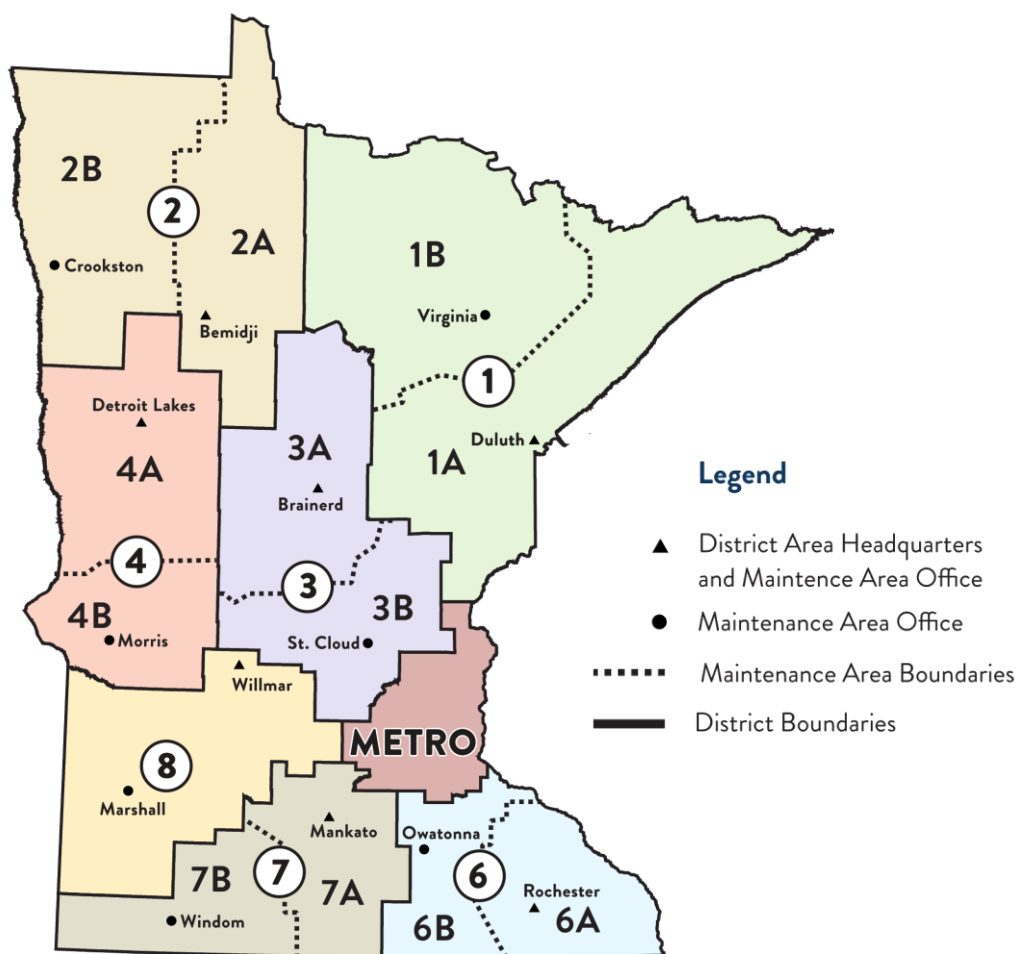 2B
2
2A
Crookston
Bemidji
1B
Virginia
1
Duluth
1A
Detroit Lakes
4A
4
4B
Morris
3A
Brainerd
3
3B
St. Cloud
Willmar
METRO
8
Marshall
Mankato
7B
7
7A
Windom
Owatonna
6
Rochester
6B
6A
Legend
District Area Headquarters
and Maintence Area Office
Maintenance Area Office
Maintenance Area Boundaries
District Boundaries